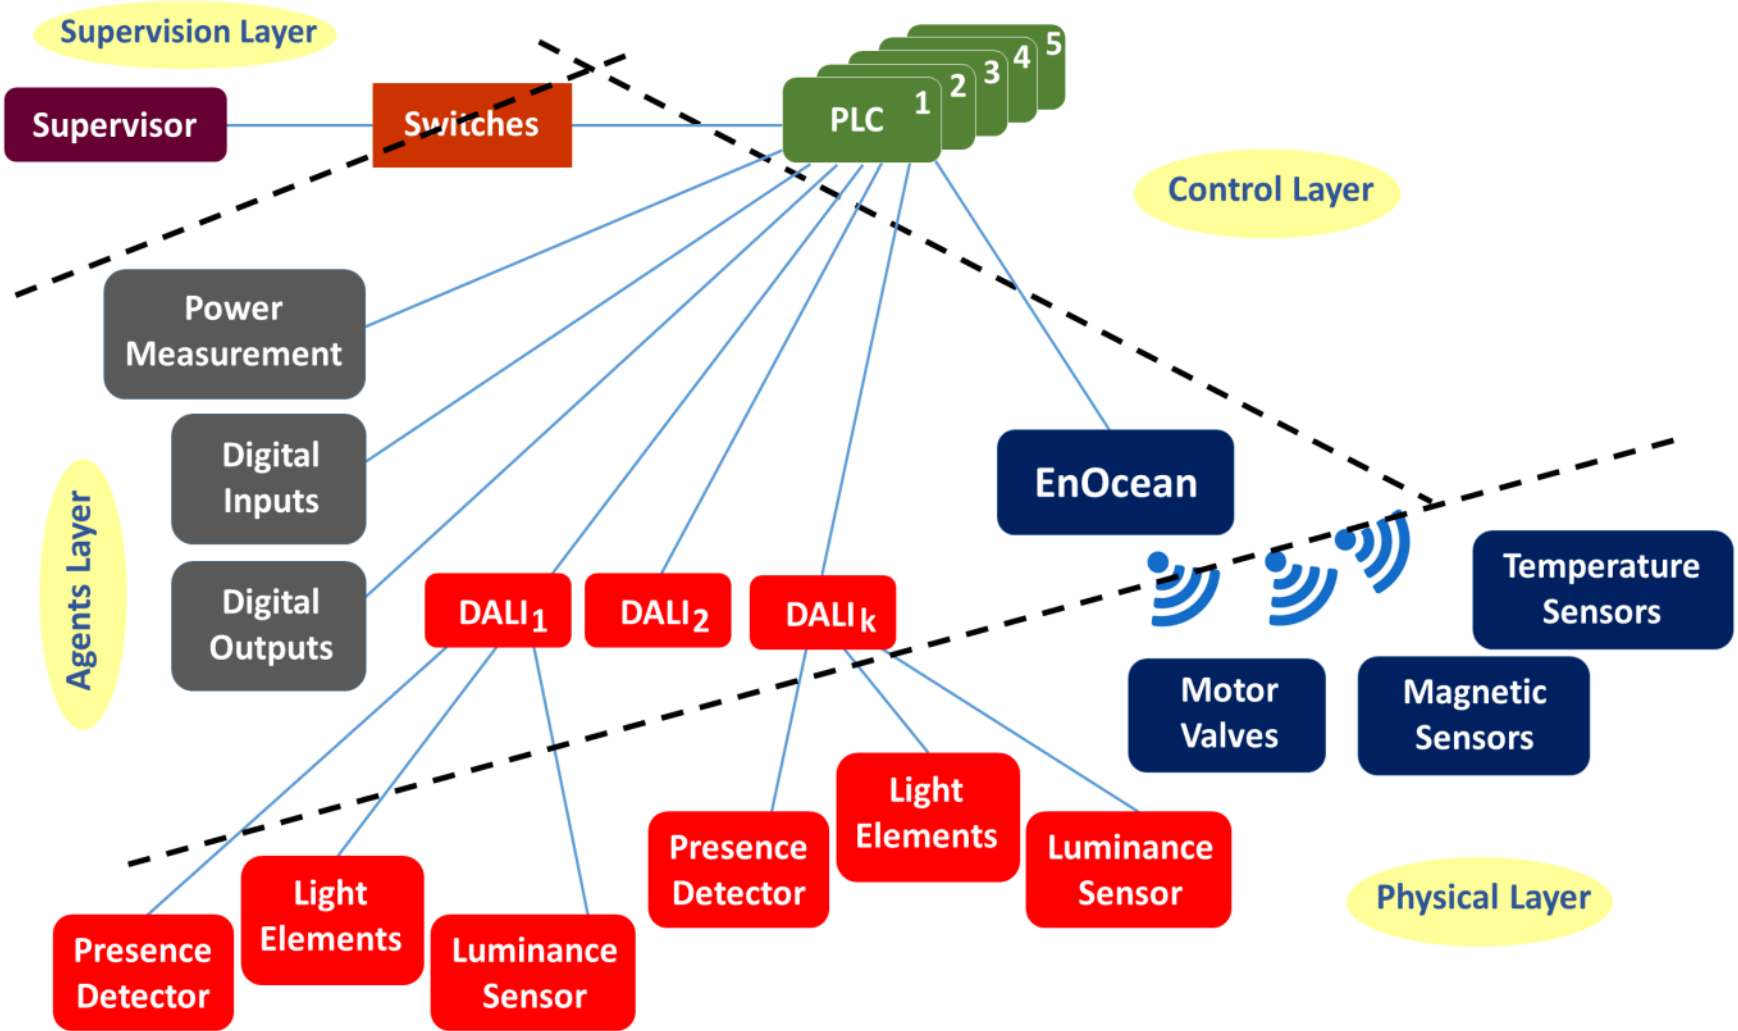 Supervision Layer
Supervisor
Switches
PLC 1
2
3
4
5
Control Layer
Power
Measurement
Digital
Inputs
Digital
Outputs
Agents Layer
DALI1
DALI2
DALIk
EnOcean
Temperature
Sensors
Motor
Valves
Magnetic
Sensors
Presence
Detector
Light
Elements
Luminance
Sensor
Presence
Detector
Light
Elements
Luminance
Sensor
Physical Layer